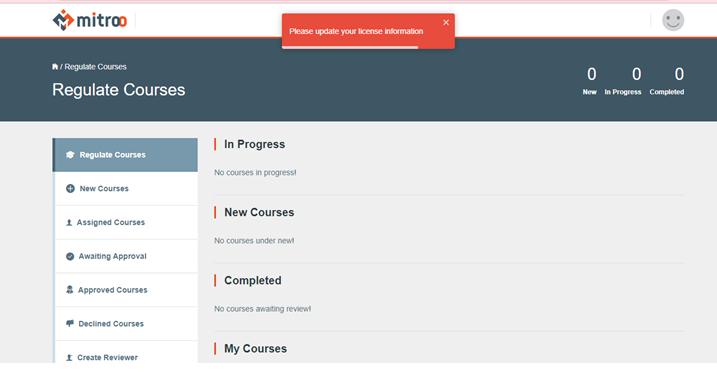 mitroo
Please update your license information
×
/ Regulate Courses
Regulate Courses
0 0 0
New In Progress Completed
Regulate Courses
New Courses
Assigned Courses
Awaiting Approval
Approved Courses
Declined Courses
Create Reviewer
In Progress
No courses in progress!
New Courses
No courses under new!
Completed
No courses awaiting review!
My Courses